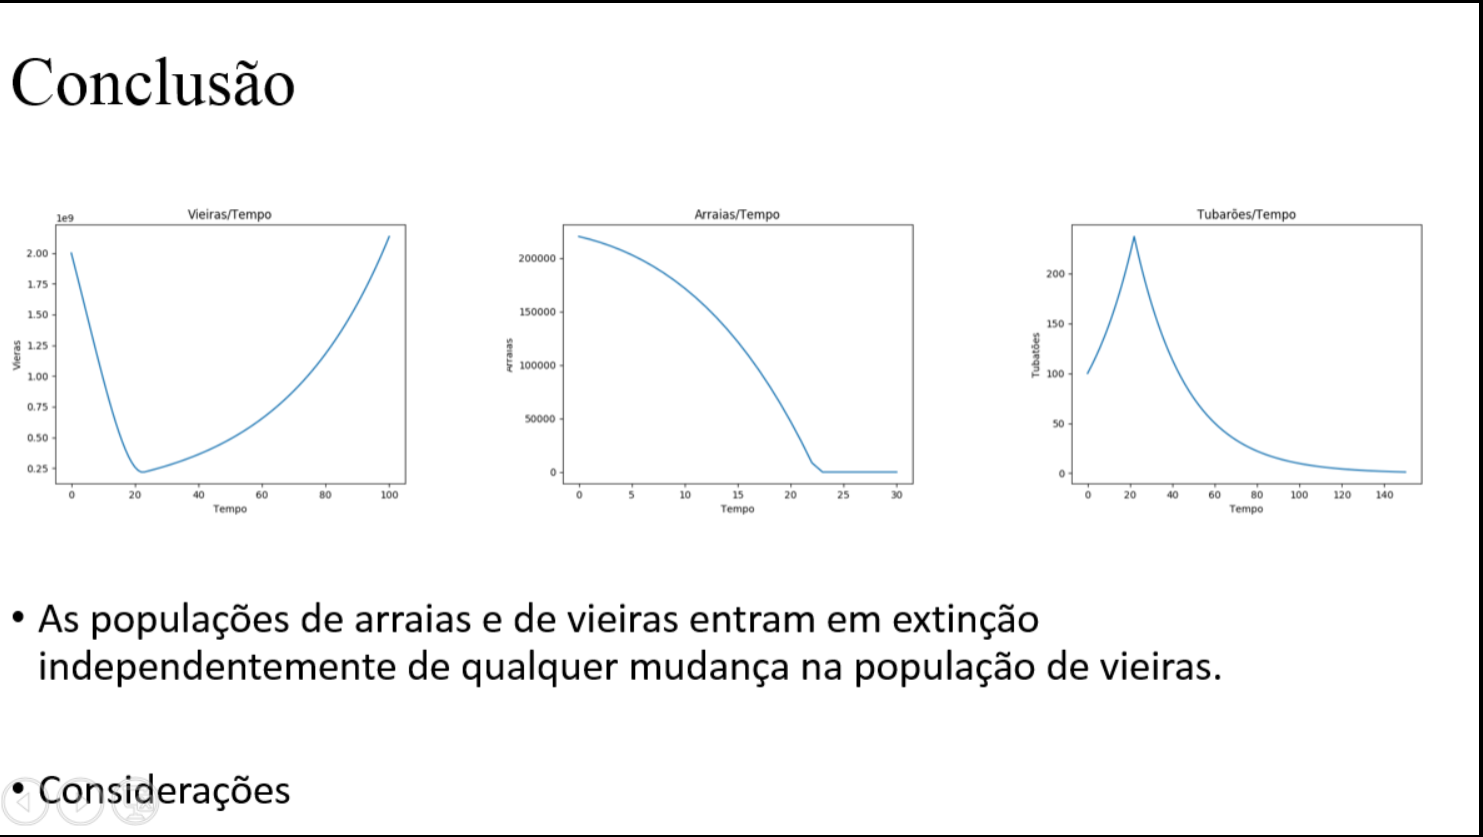 Conclusão
Vieiras/Tempo
1e9
2.00
1.75
1.50
1.25
1.00
0.75
0.50
0.25
Vieras
0 20 40 60 80 100
Tempo
Arraias/Tempo
200000
150000
100000
50000
0
Arraias
0 5 10 15 20 25 30
Tempo
Tubarões/Tempo
200
150
100
50
0
Tubatões
0 20 40 60 80 100 120 140
Tempo
• As populações de arraias e de vieiras entram em extinção
independentemente de qualquer mudança na população de vieiras.
• Considerações